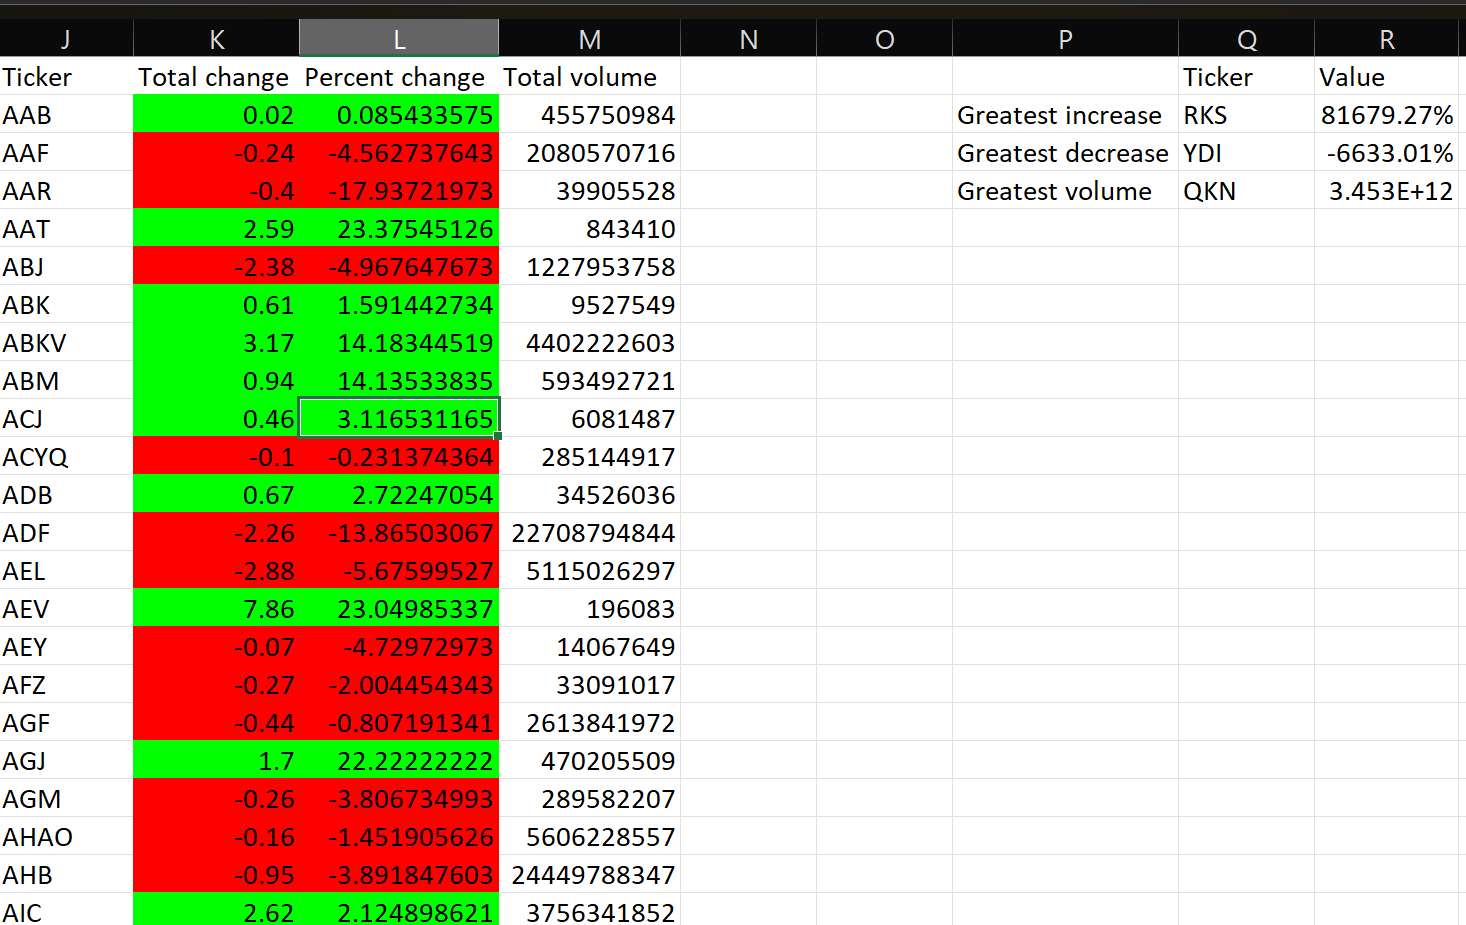 J K L M N O P Q R
Ticker Total change Percent change Total volume Ticker Value
AAB 0.02 0.085433575 455750984 Greatest increase RKS 81679.27%
AAF -0.24 -4.562737643 2080570716 Greatest decrease YDI -6633.01%
AAR -0.4 -17.93721973 39905528 Greatest volume QKN 3.453E+12
AAT 2.59 23.37545126 843410
ABJ -2.38 -4.967647673 1227953758
ABK 0.61 1.591442734 9527549
ABKV 3.17 14.18344519 4402222603
ABM 0.94 14.13533835 593492721
ACJ 0.46 3.116531165 6081487
ACYQ -0.1 -0.231374364 285144917
ADB 0.67 2.72247054 34526036
ADF -2.26 -13.86503067 22708794844
AEL -2.88 -5.67599527 5115026297
AEV 7.86 23.04985337 196083
AEY -0.07 -4.72972973 14067649
AFZ -0.27 -2.004454343 33091017
AGF -0.44 -0.807191341 2613841972
AGJ 1.7 22.22222222 470205509
AGM -0.26 -3.806734993 289582207
AHAO -0.16 -1.451905626 5606228557
AHB -0.95 -3.891847603 24449788347
AIC 2.62 2.124898621 3756341852